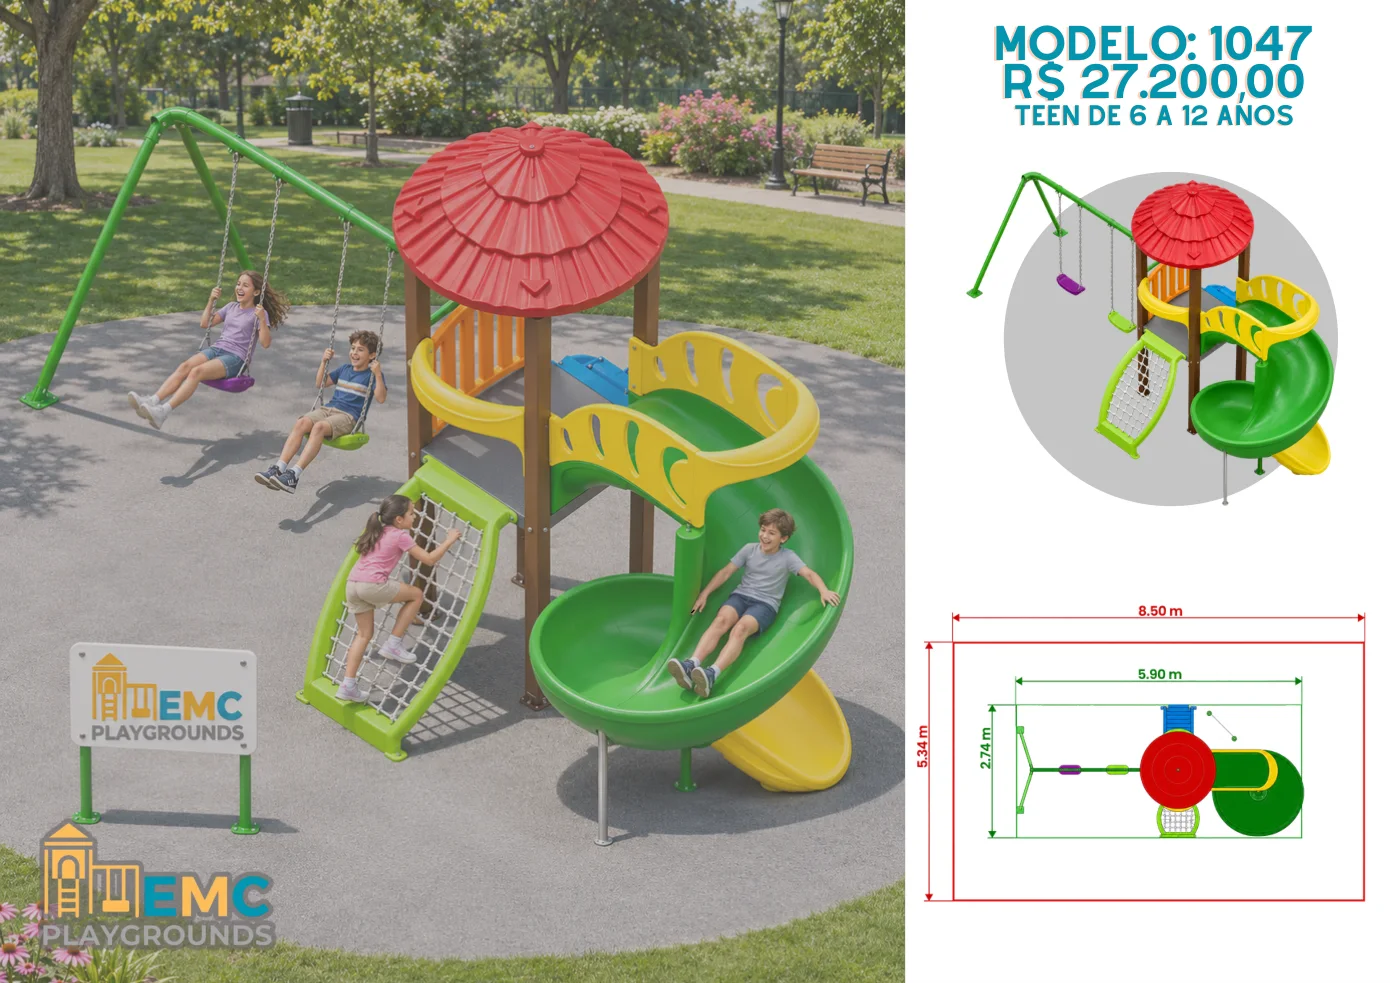 MODELO: 1047
R$ 27.200,00
TEEN DE 6 A 12 ANOS
EMC
PLAYGROUNDS
EMC
PLAYGROUNDS
8.50 m
5.90 m
5.34 m
2.74 m